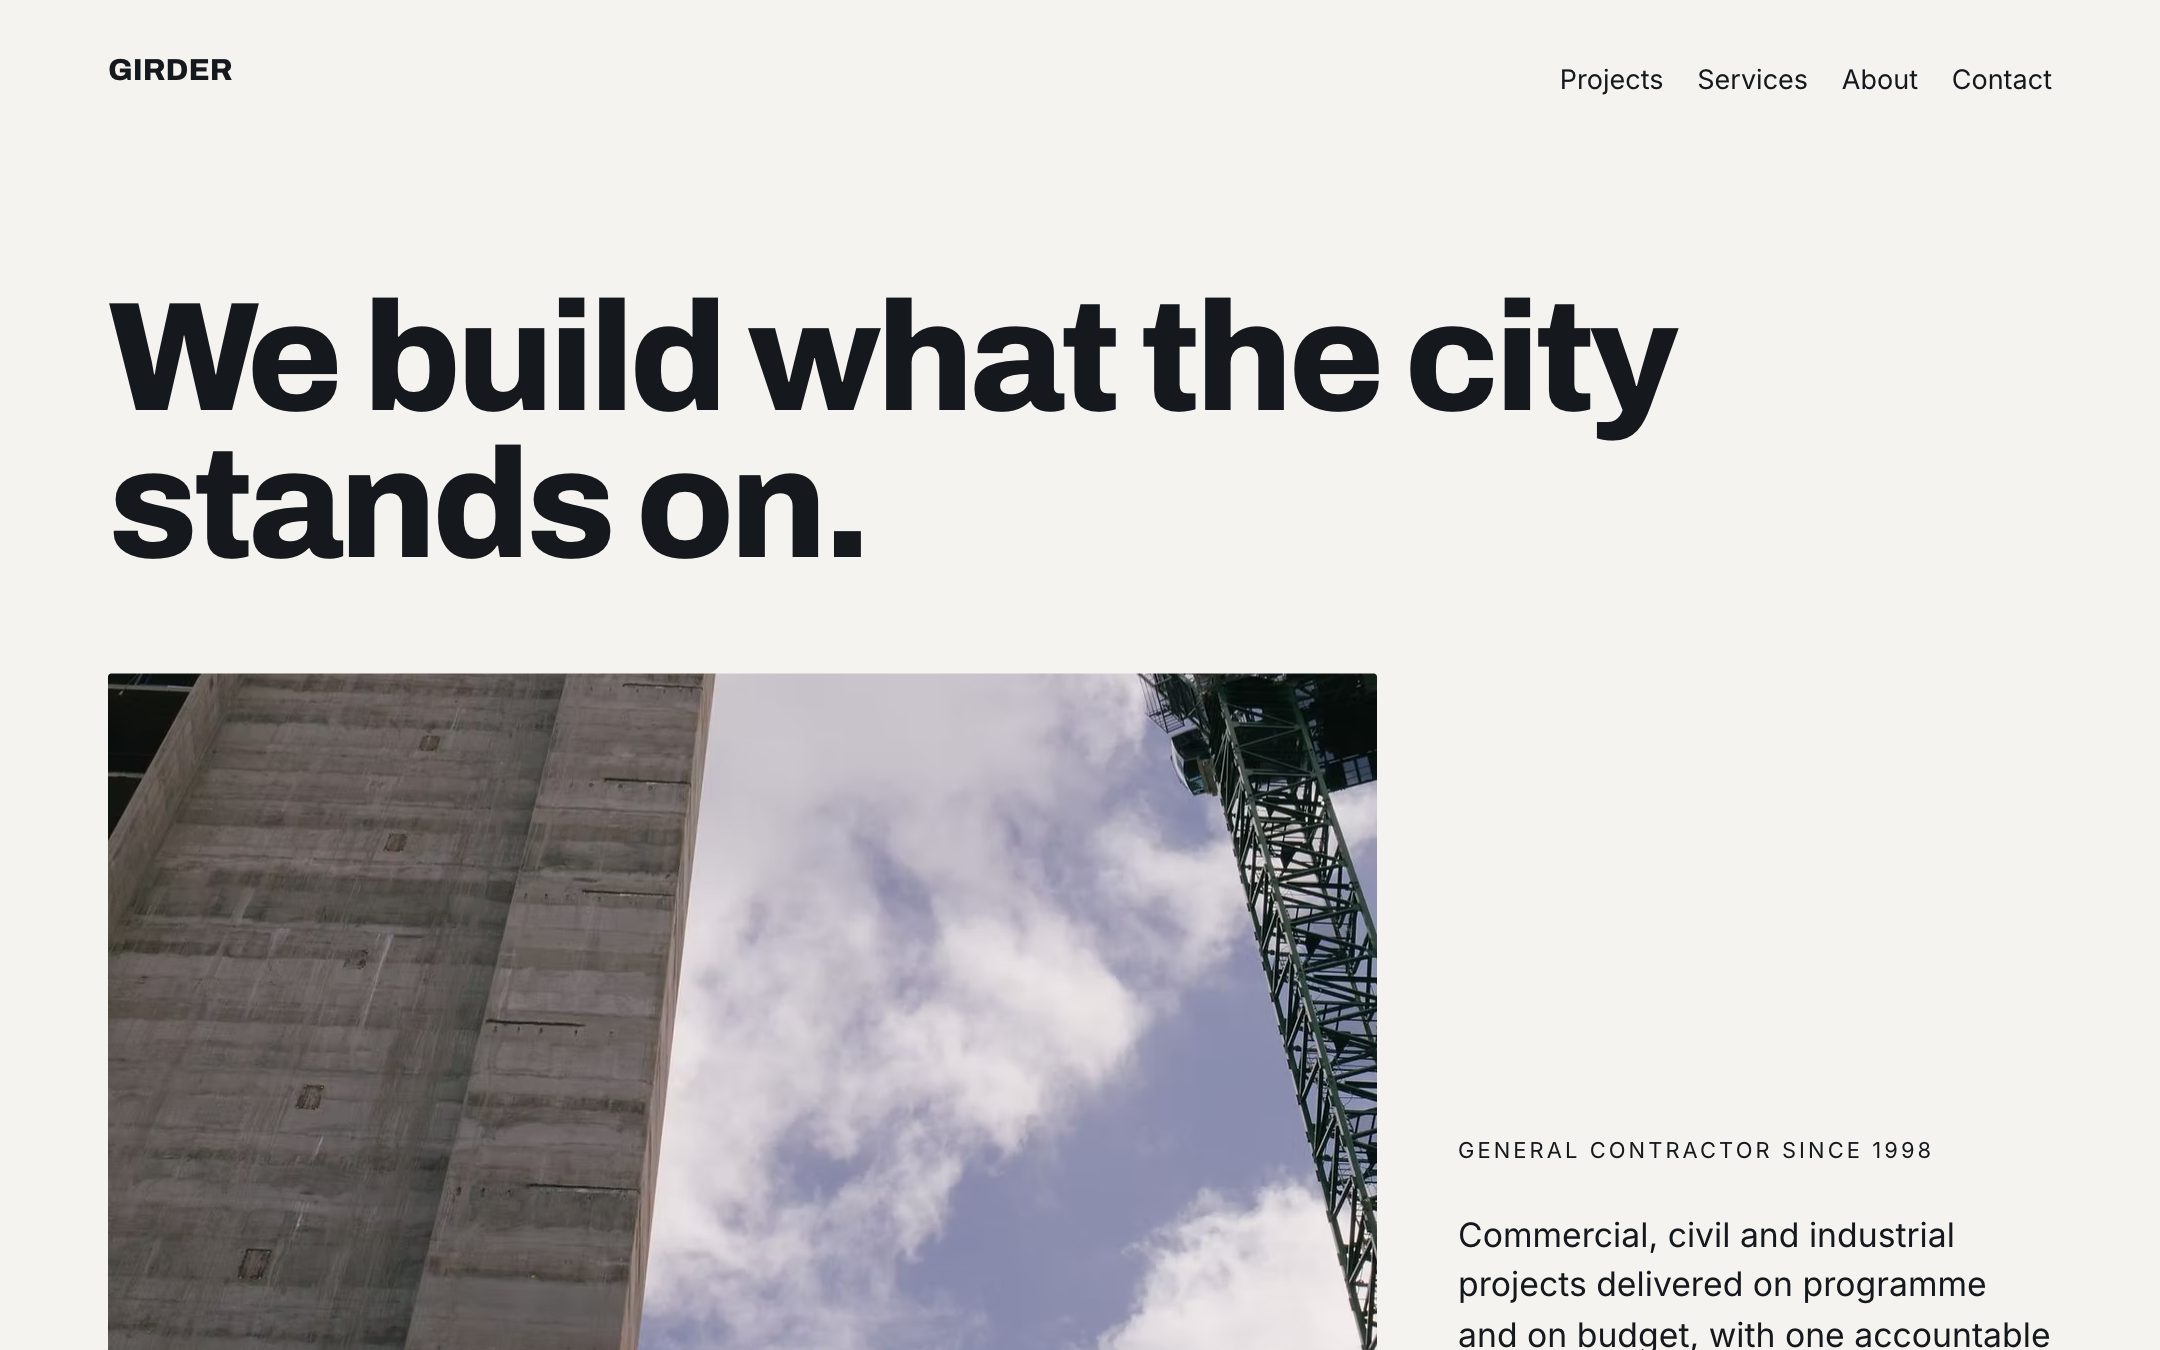 GIRDER
Projects Services About Contact
We build what the city
stands on.
GENERAL CONTRACTOR SINCE 1998
Commercial, civil and industrial
projects delivered on programme
and on budget, with one accountable